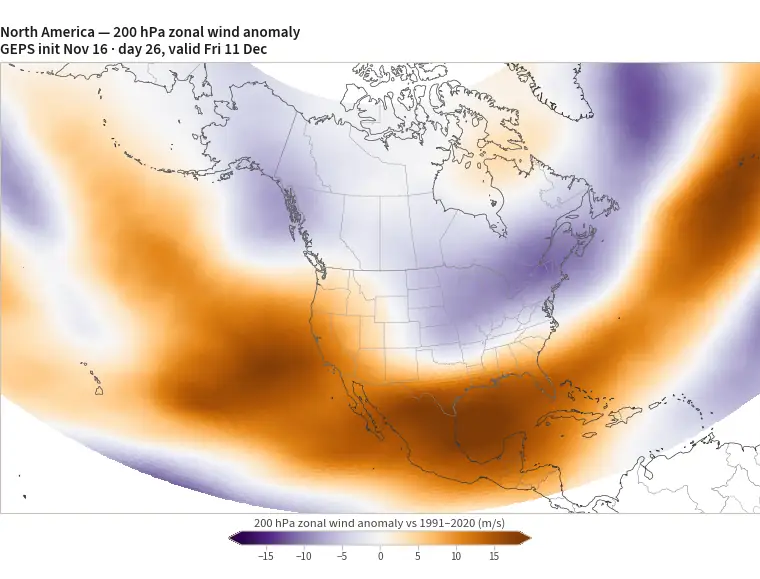 North America — 200 hPa zonal wind anomaly
GEPS init Nov 16 · day 26, valid Fri 11 Dec
200 hPa zonal wind anomaly vs 1991–2020 (m/s)
−15 −10 −5 0 5 10 15